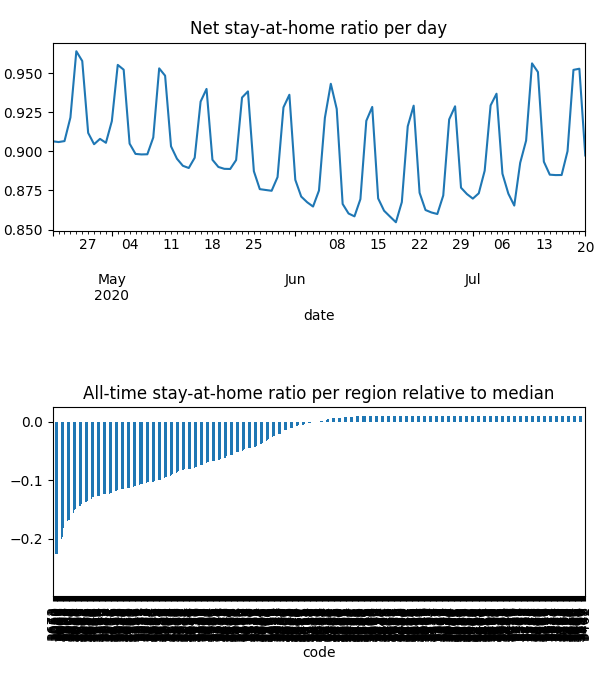 Net stay-at-home ratio per day
0.950
0.925
0.900
0.875
0.850
27 04 11 18 25 08 15 22 29 06 13 20
May Jun Jul
2020
date
All-time stay-at-home ratio per region relative to median
0.0
−0.1
−0.2
code